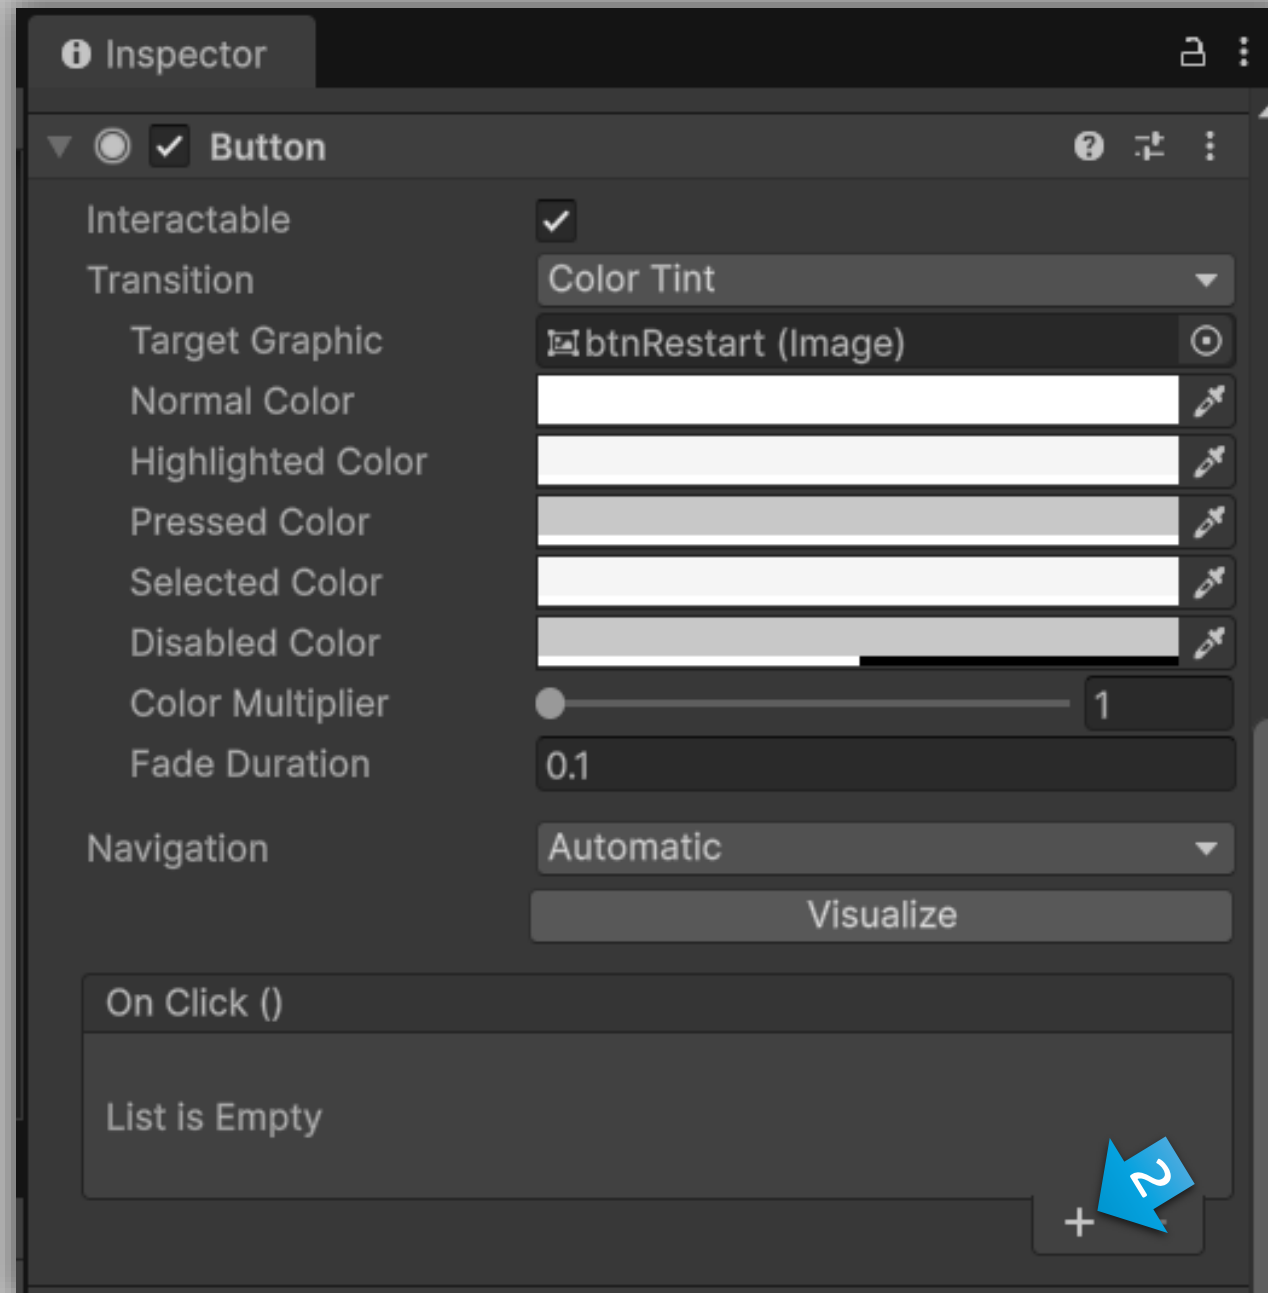 Inspector
Button
Interactable
Transition Color Tint
Target Graphic btnRestart (Image)
Normal Color
Highlighted Color
Pressed Color
Selected Color
Disabled Color
Color Multiplier 1
Fade Duration 0.1
Navigation Automatic
Visualize
On Click ()
List is Empty
2
+